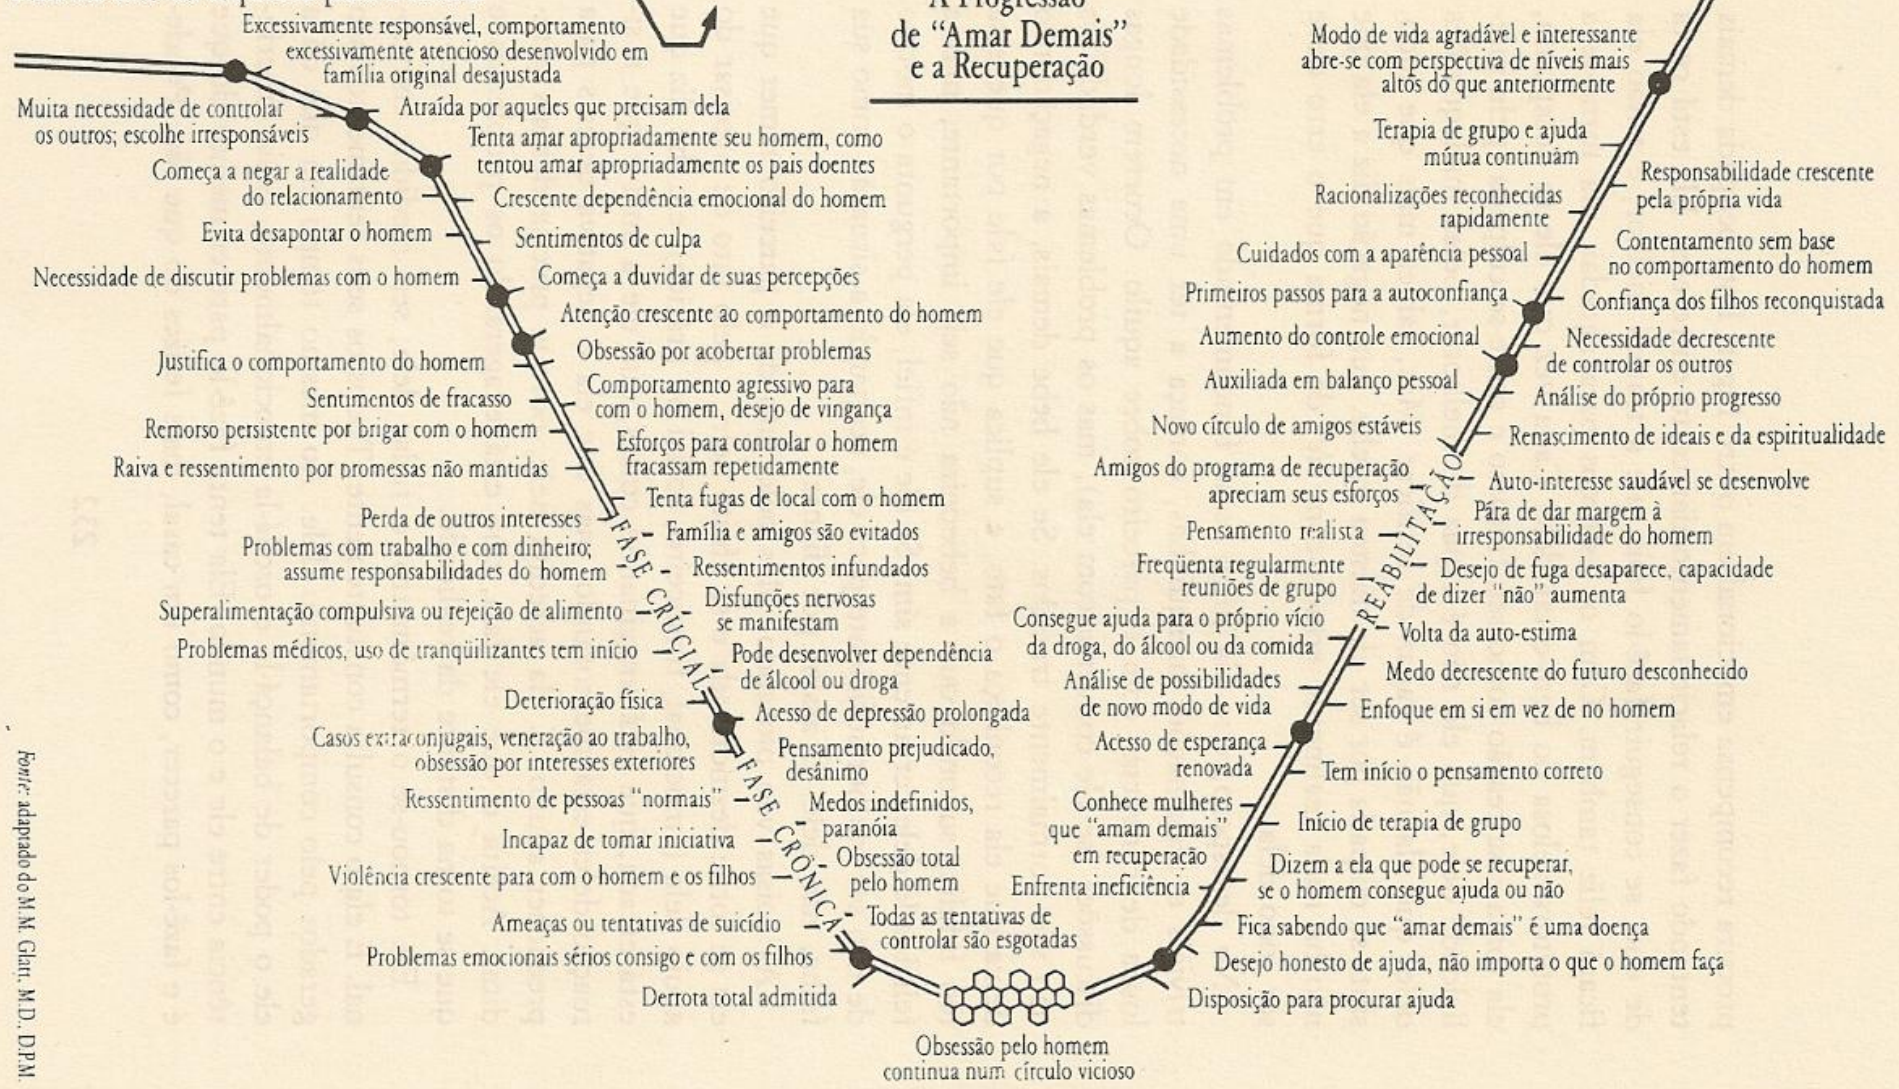 A Progressão
de “Amar Demais”
e a Recuperação
Excessivamente responsável, comportamento
excessivamente atencioso desenvolvido em
família original desajustada
Muita necessidade de controlar
os outros; escolhe irresponsáveis
Atraída por aqueles que precisam dela
Tenta amar apropriadamente seu homem, como
tentou amar apropriadamente os pais doentes
Começa a negar a realidade
do relacionamento
Crescente dependência emocional do homem
Evita desapontar o homem
Sentimentos de culpa
Necessidade de discutir problemas com o homem
Começa a duvidar de suas percepções
Atenção crescente ao comportamento do homem
Justifica o comportamento do homem
Obsessão por acobertar problemas
Sentimentos de fracasso
Comportamento agressivo para
com o homem, desejo de vingança
Remorso persistente por brigar com o homem
Esforços para controlar o homem
fracassam repetidamente
Raiva e ressentimento por promessas não mantidas
Tenta fugas de local com o homem
Perda de outros interesses
FASE CRUCIAL
Família e amigos são evitados
Problemas com trabalho e com dinheiro;
assume responsabilidades do homem
Ressentimentos infundados
Superalimentação compulsiva ou rejeição de alimento
Disfunções nervosas
se manifestam
Problemas médicos, uso de tranqüilizantes tem início
Pode desenvolver dependência
de álcool ou droga
Deterioração física
Acesso de depressão prolongada
Casos extraconjugais, veneração ao trabalho,
obsessão por interesses exteriores
Pensamento prejudicado,
desânimo
FASE CRÔNICA
Ressentimento de pessoas “normais”
Medos indefinidos,
paranóia
Incapaz de tomar iniciativa
Obsessão total
pelo homem
Violência crescente para com o homem e os filhos
Ameaças ou tentativas de suicídio
Todas as tentativas de
controlar são esgotadas
Problemas emocionais sérios consigo e com os filhos
Derrota total admitida
Obsessão pelo homem
continua num círculo vicioso
Modo de vida agradável e interessante
abre-se com perspectiva de níveis mais
altos do que anteriormente
Terapia de grupo e ajuda
mútua continuam
Responsabilidade crescente
pela própria vida
Racionalizações reconhecidas
rapidamente
Contentamento sem base
no comportamento do homem
Cuidados com a aparência pessoal
Primeiros passos para a autoconfiança
Confiança dos filhos reconquistada
Aumento do controle emocional
Necessidade decrescente
de controlar os outros
Auxiliada em balanço pessoal
Análise do próprio progresso
Novo círculo de amigos estáveis
Renascimento de ideais e da espiritualidade
Amigos do programa de recuperação
apreciam seus esforços
REABILITAÇÃO
Auto-interesse saudável se desenvolve
Pensamento realista
Pára de dar margem à
irresponsabilidade do homem
Freqüenta regularmente
reuniões de grupo
Desejo de fuga desaparece, capacidade
de dizer “não” aumenta
Consegue ajuda para o próprio vício
da droga, do álcool ou da comida
Volta da auto-estima
Medo decrescente do futuro desconhecido
Análise de possibilidades
de novo modo de vida
Enfoque em si em vez de no homem
Acesso de esperança
renovada
Tem início o pensamento correto
Conhece mulheres
que “amam demais”
em recuperação
Início de terapia de grupo
Enfrenta ineficiência
Dizem a ela que pode se recuperar,
se o homem consegue ajuda ou não
Fica sabendo que “amar demais” é uma doença
Desejo honesto de ajuda, não importa o que o homem faça
Disposição para procurar ajuda
Fonte: adaptado do M.M. Glatt, M.D., D.P.M.